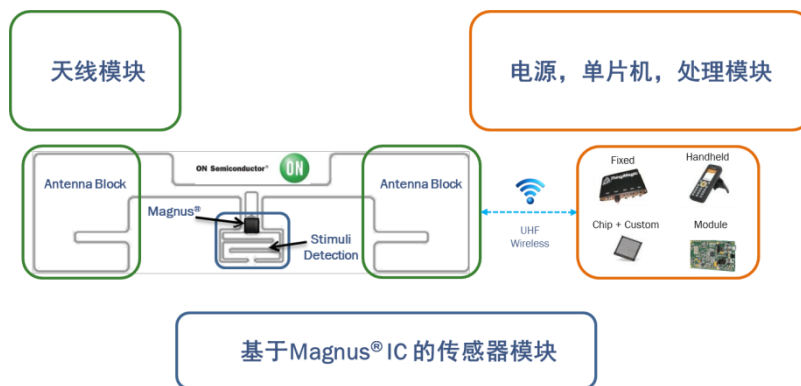 天线模块
电源，单片机，处理模块
ON Semiconductor®
ON
Antenna Block
Antenna Block
Magnus®
Stimuli
Detection
UHF
Wireless
Fixed
Handheld
ThingMagic
Chip + Custom
Module
基于Magnus® IC 的传感器模块